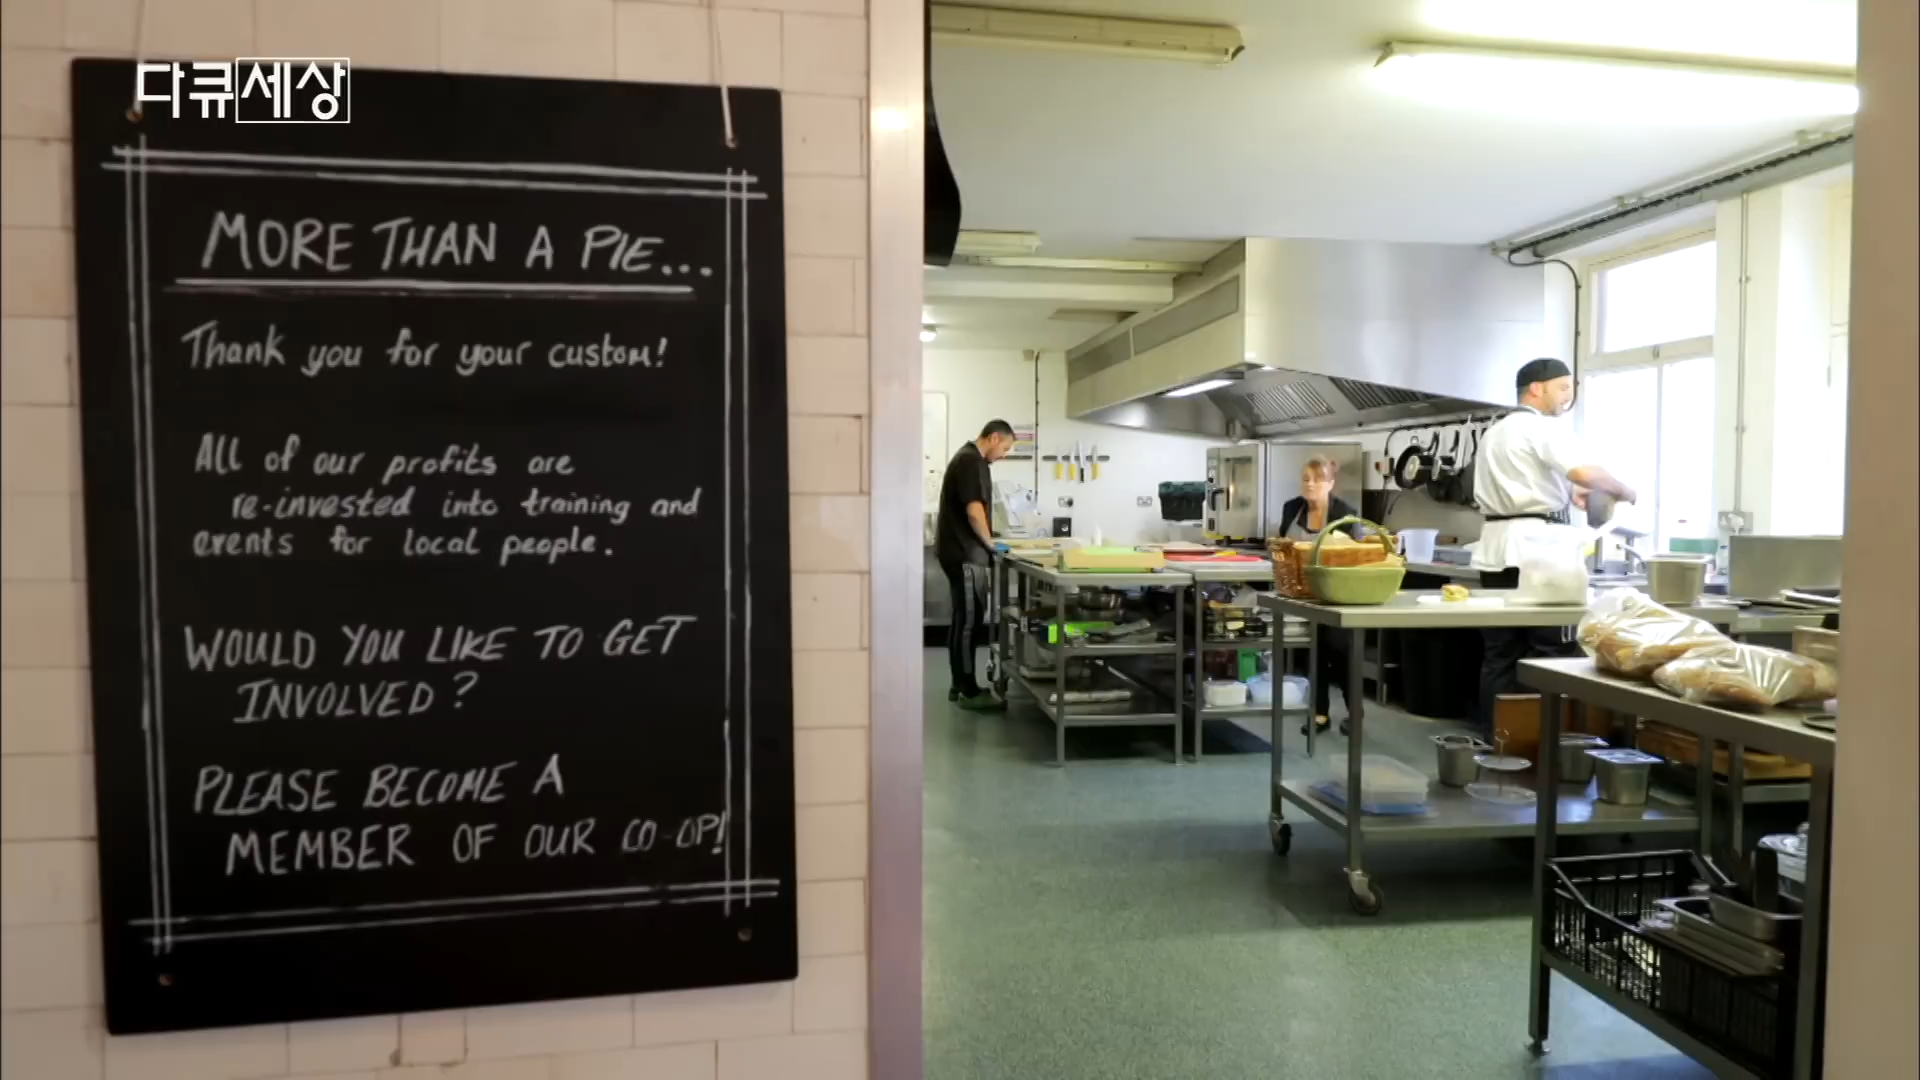 다큐세상
MORE THAN A PIE...
Thank you for your custom!
All of our profits are
re-invested into training and
events for local people.
WOULD YOU LIKE TO GET
INVOLVED?
PLEASE BECOME A
MEMBER OF OUR CO-OP!